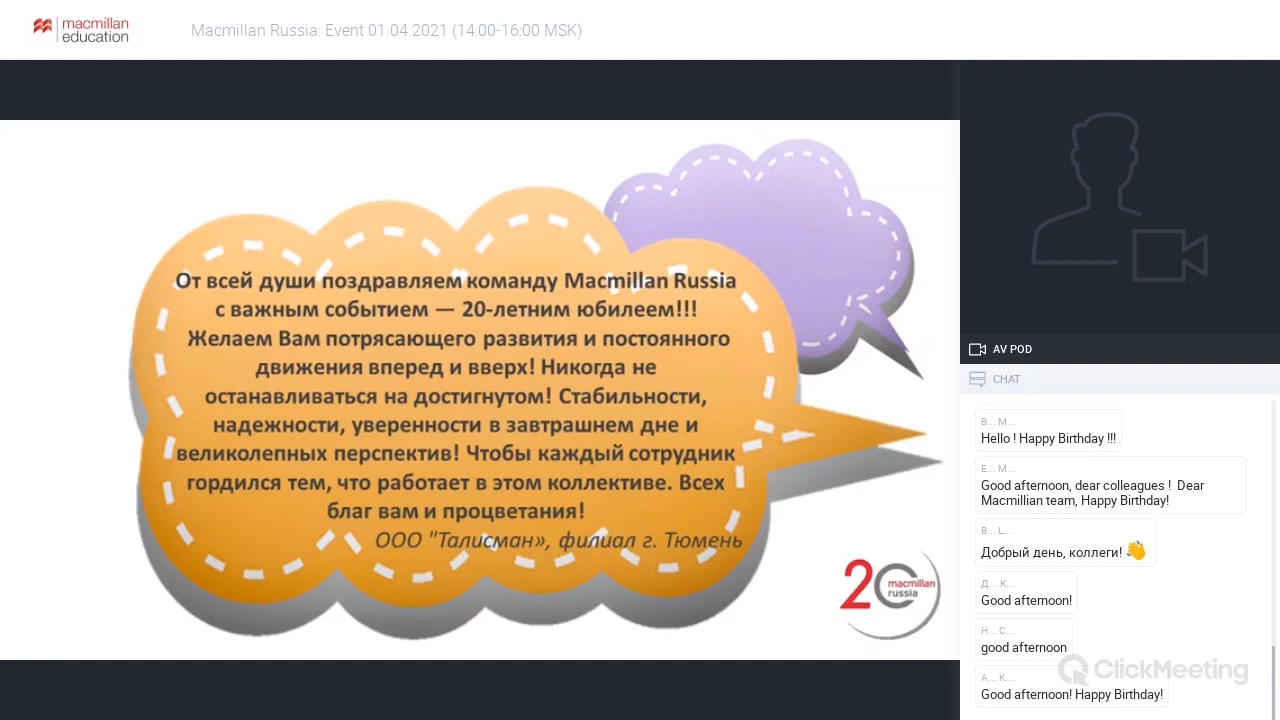 macmillan
education
Macmillan Russia: Event 01.04.2021 (14:00-16:00 MSK)
От всей души поздравляем команду Macmillan Russia
с важным событием — 20-летним юбилеем!!!
Желаем Вам потрясающего развития и постоянного
движения вперед и вверх! Никогда не
останавливаться на достигнутом! Стабильности,
надежности, уверенности в завтрашнем дне и
великолепных перспектив! Чтобы каждый сотрудник
гордился тем, что работает в этом коллективе. Всех
благ вам и процветания!
ООО "Талисман», филиал г. Тюмень
20
macmillan
russia
AV POD
CHAT
B... M...
Hello ! Happy Birthday !!!
E... M...
Good afternoon, dear colleagues ! Dear
Macmillian team, Happy Birthday!
B... L...
Добрый день, коллеги! 👏
Д... К...
Good afternoon!
Н... С...
good afternoon
А... К...
Good afternoon! Happy Birthday!
ClickMeeting